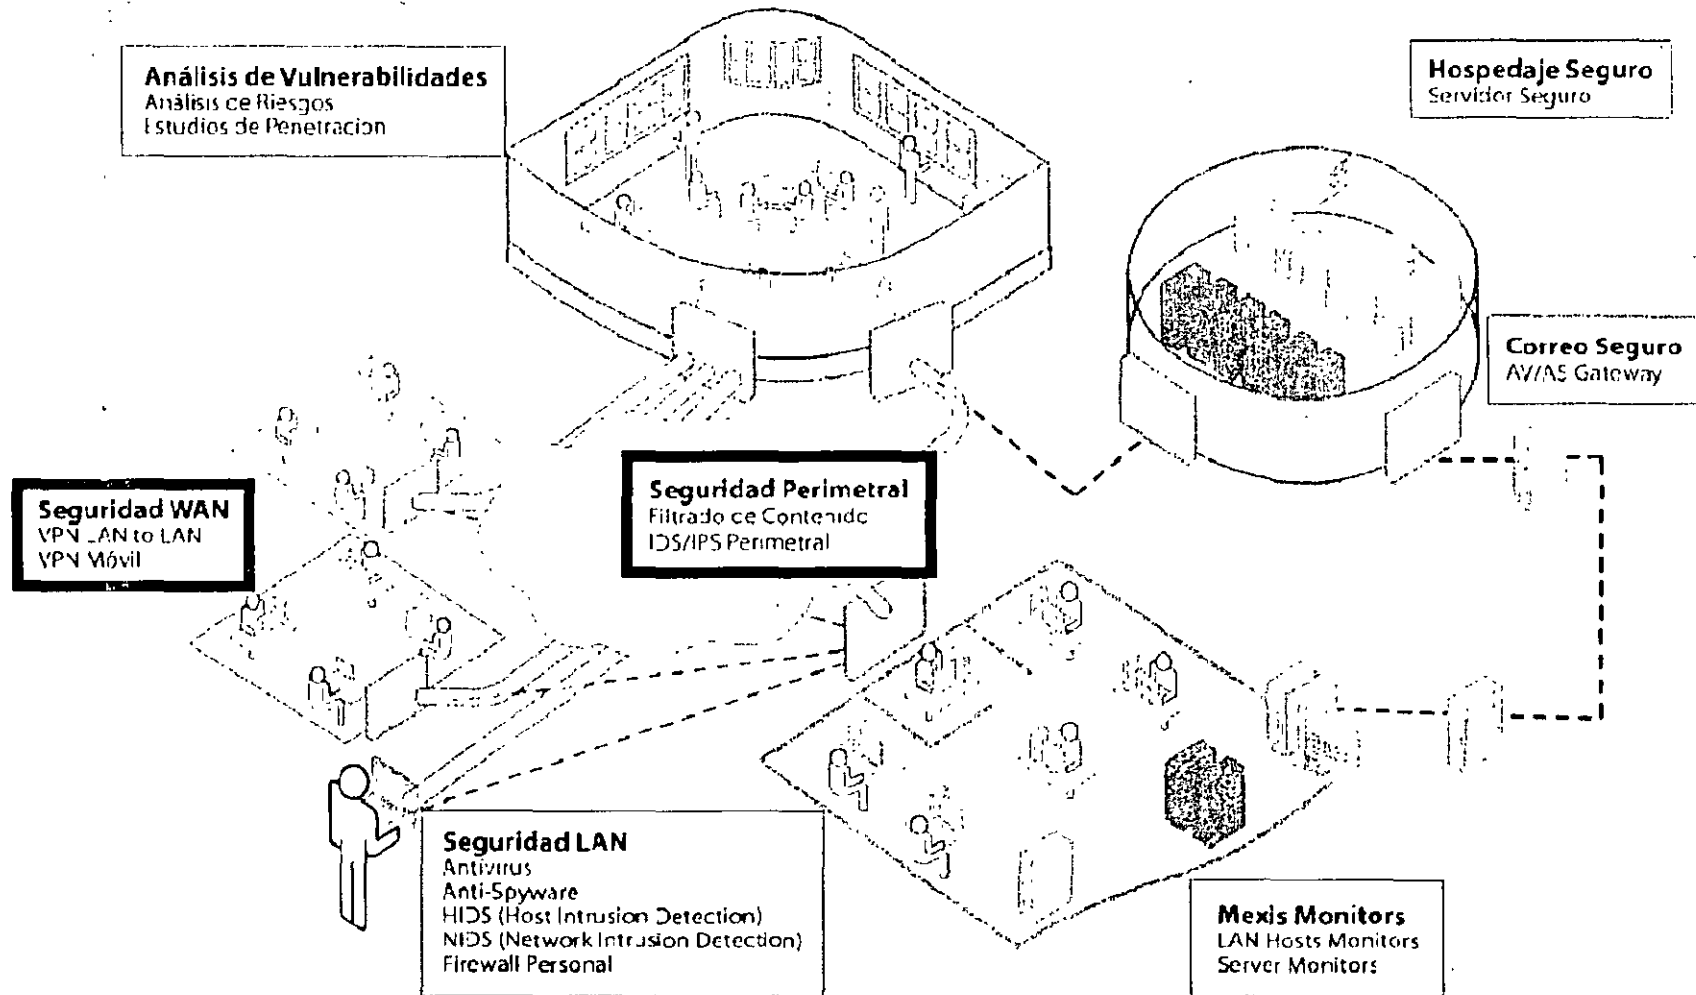 Análisis de Vulnerabilidades
Análisis de Riesgos
Estudios de Penetracion
Hospedaje Seguro
Servidor Seguro
Correo Seguro
AV/AS Gateway
Seguridad WAN
VPN LAN to LAN
VPN Móvil
Seguridad Perimetral
Filtrado de Contenido
IDS/IPS Perimetral
Seguridad LAN
Antivirus
Anti-Spyware
HIDS (Host Intrusion Detection)
NIDS (Network Intrusion Detection)
Firewall Personal
Mexis Monitors
LAN Hosts Monitors
Server Monitors